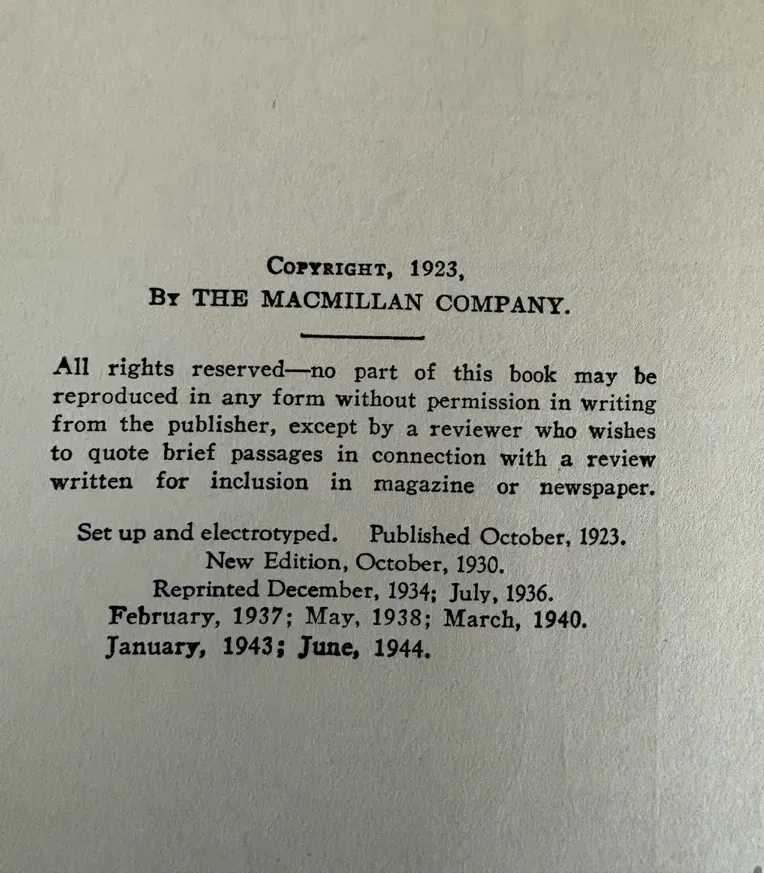 COPYRIGHT, 1923,
BY THE MACMILLAN COMPANY.
All rights reserved—no part of this book may be
reproduced in any form without permission in writing
from the publisher, except by a reviewer who wishes
to quote brief passages in connection with a review
written for inclusion in magazine or newspaper.
Set up and electrotyped. Published October, 1923.
New Edition, October, 1930.
Reprinted December, 1934; July, 1936.
February, 1937; May, 1938; March, 1940.
January, 1943; June, 1944.